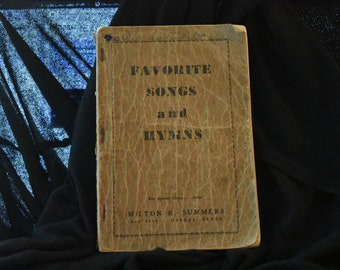 FAVORITE
SONGS
and
HYMNS
MILTON R. SUMMERS